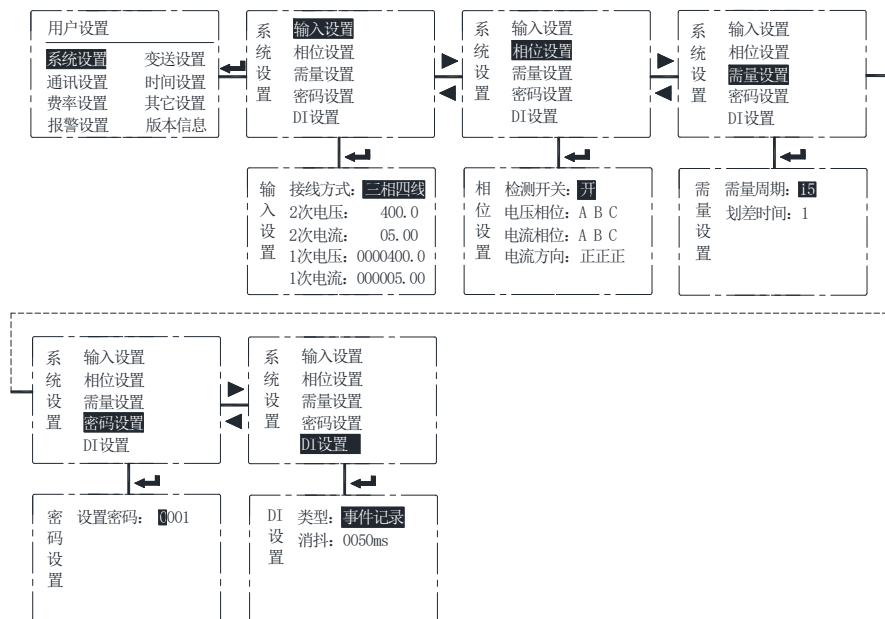 用户设置
系统设置 变送设置
通讯设置 时间设置
费率设置 其它设置
报警设置 版本信息
系统设置
输入设置
相位设置
需量设置
密码设置
DI设置
系统设置
输入设置
相位设置
需量设置
密码设置
DI设置
系统设置
输入设置
相位设置
需量设置
密码设置
DI设置
输入设置
接线方式：三相四线
2次电压： 400.0
2次电流： 05.00
1次电压：0000400.0
1次电流：000005.00
相位设置
检测开关：开
电压相位：A B C
电流相位：A B C
电流方向：正正正
需量设置
需量周期：15
划差时间：1
系统设置
输入设置
相位设置
需量设置
密码设置
DI设置
系统设置
输入设置
相位设置
需量设置
密码设置
DI设置
密码设置
设置密码：0001
DI设置
类型：事件记录
消抖：0050ms